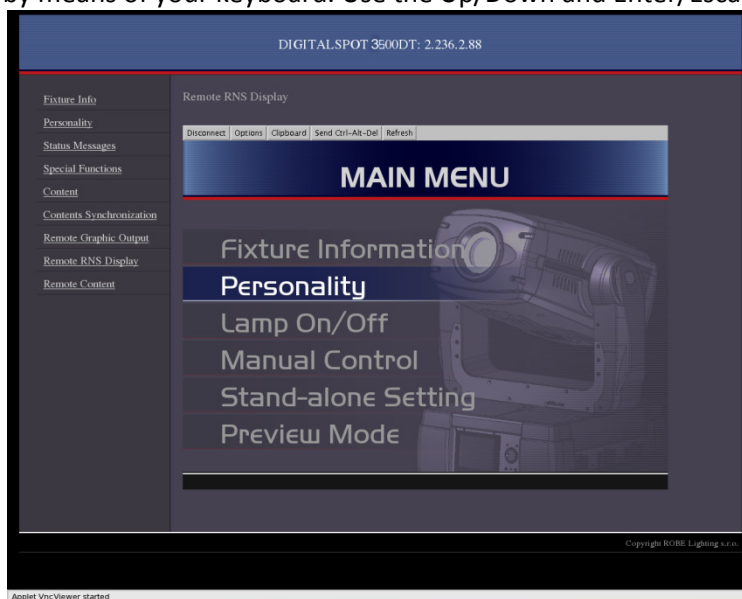 by means of your keyboard. Use the Up/Down and Enter/Esca
DIGITALSPOT 3500DT: 2.236.2.88
Fixture Info
Personality
Status Messages
Special Functions
Content
Contents Synchronization
Remote Graphic Output
Remote RNS Display
Remote Content
Remote RNS Display
Disconnect Options Clipboard Send Ctrl-Alt-Del Refresh
MAIN MENU
Fixture Information
Personality
Lamp On/Off
Manual Control
Stand-alone Setting
Preview Mode
Copyright ROBE Lighting s.r.o.
Applet VncViewer started